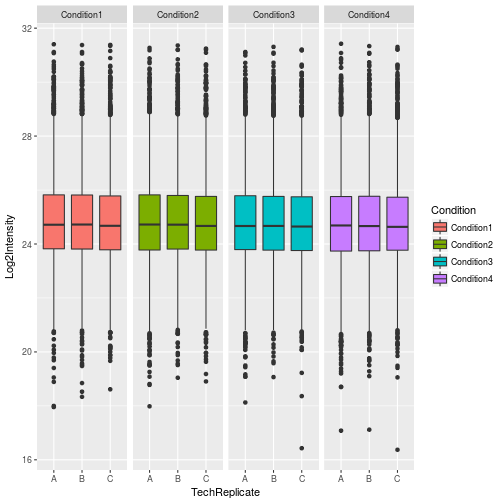 Condition1 Condition2 Condition3 Condition4
32
28
24
20
16
Log2Intensity
A B C A B C A B C A B C
TechReplicate
Condition
Condition1
Condition2
Condition3
Condition4